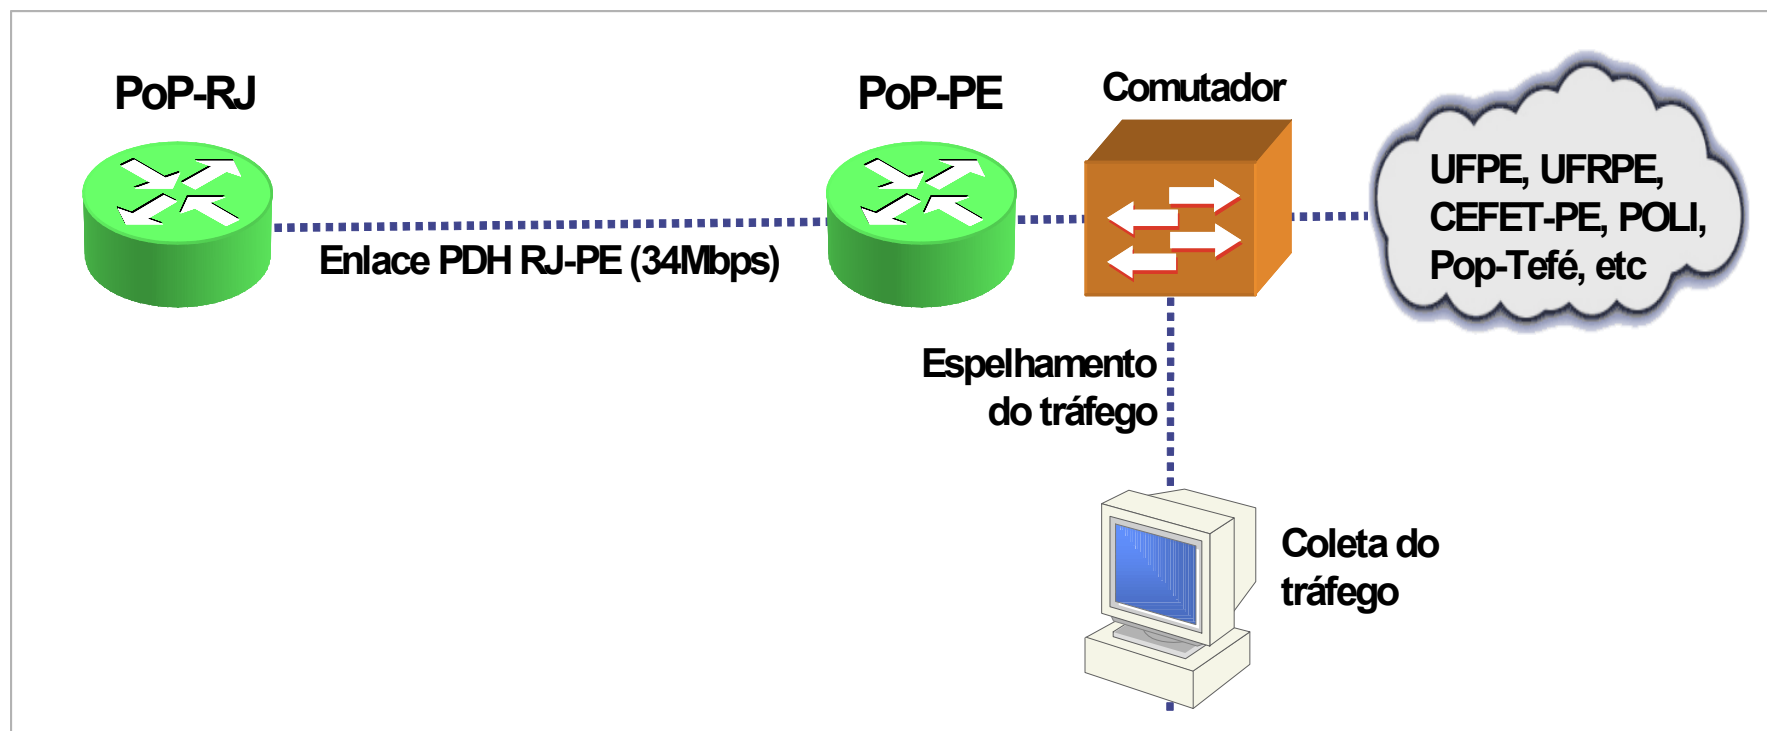 PoP-RJ
PoP-PE
Comutador
UFPE, UFRPE,
CEFET-PE, POLI,
Pop-Tefé, etc
Enlace PDH RJ-PE (34Mbps)
Espelhamento
do tráfego
Coleta do
tráfego